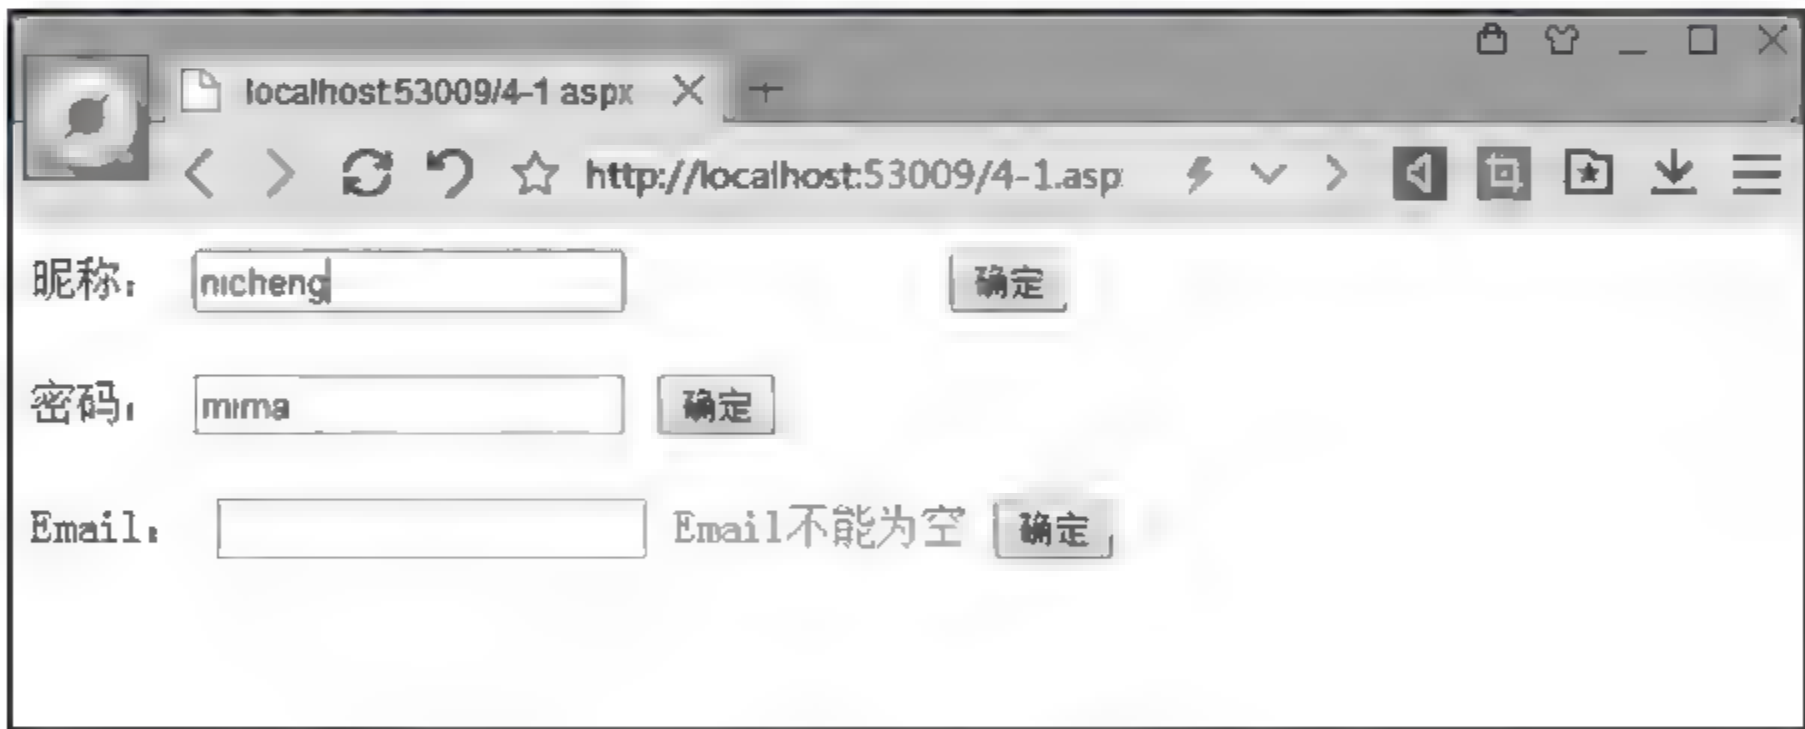 localhost:53009/4-1.aspx
http://localhost:53009/4-1.asp
昵称： nicheng 确定
密码： mima 确定
Email： Email不能为空 确定